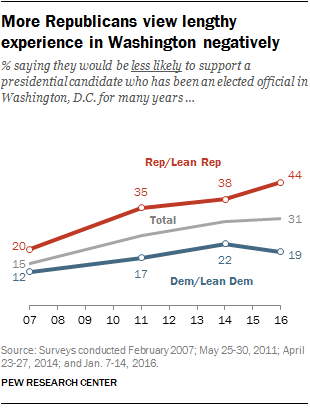 More Republicans view lengthy
experience in Washington negatively
% saying they would be less likely to support a
presidential candidate who has been an elected official in
Washington, D.C. for many years ...
Rep/Lean Rep
44
38
35
31
Total
20
15
19
22
17
12
Dem/Lean Dem
07 08 09 10 11 12 13 14 15 16
Source: Surveys conducted February 2007; May 25-30, 2011; April
23-27, 2014; and Jan. 7-14, 2016.
PEW RESEARCH CENTER